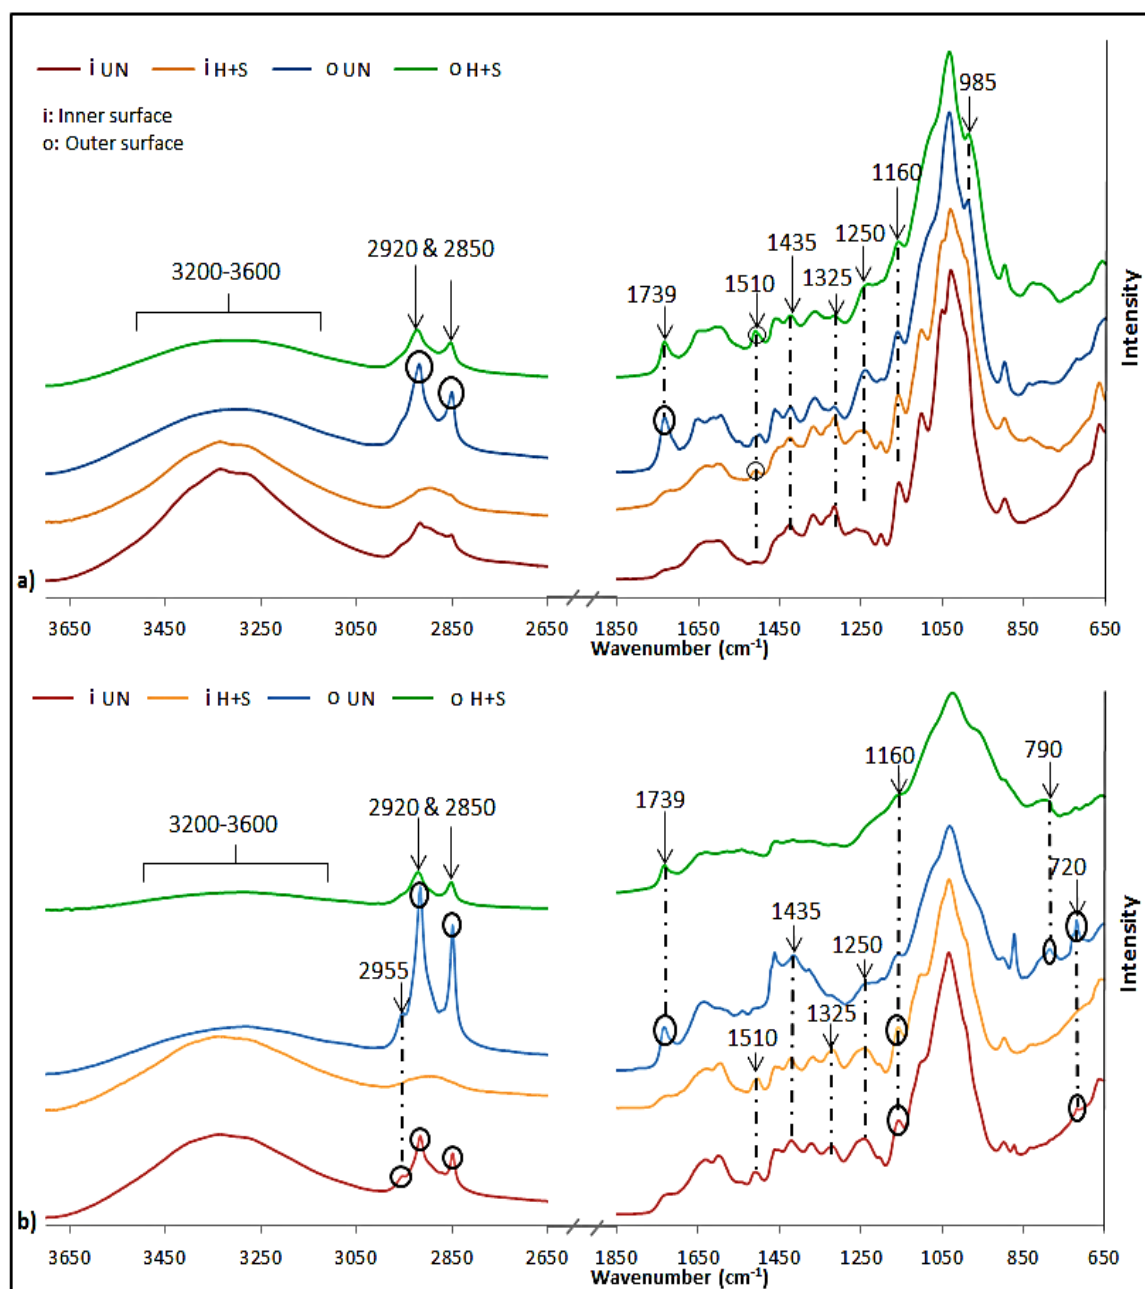 i UN i H+S o UN o H+S
i: Inner surface
o: Outer surface
985
1160
2920 & 2850
1435 1250
3200-3600
1739 1510 1325
Intensity
a)
3650 3450 3250 3050 2850 2650 1850 1650 1450 1250 1050 850 650
Wavenumber (cm⁻¹)
i UN i H+S o UN o H+S
1160 790
1739
2920 & 2850
3200-3600
720
1435
1250
2955
1325
1510
Intensity
b)
3650 3450 3250 3050 2850 2650 1850 1650 1450 1250 1050 850 650
Wavenumber (cm⁻¹)